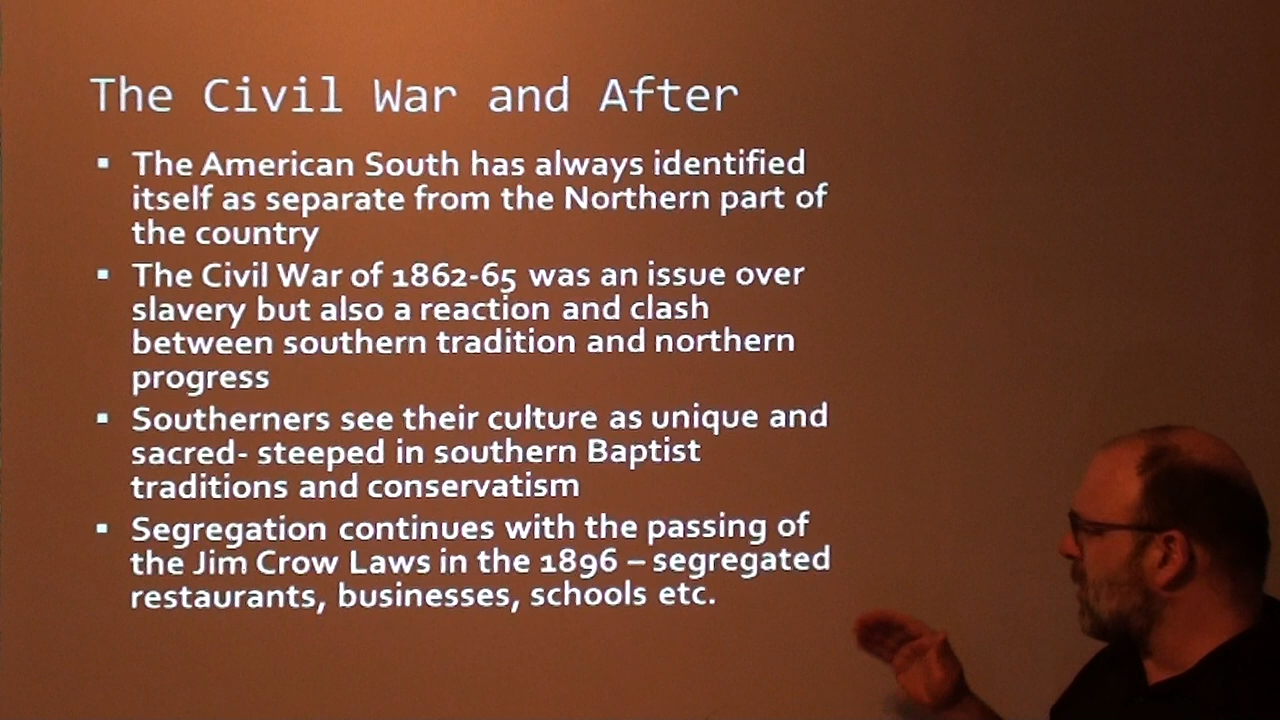 The Civil War and After
▪ The American South has always identified
itself as separate from the Northern part of
the country
▪ The Civil War of 1862-65 was an issue over
slavery but also a reaction and clash
between southern tradition and northern
progress
▪ Southerners see their culture as unique and
sacred- steeped in southern Baptist
traditions and conservatism
▪ Segregation continues with the passing of
the Jim Crow Laws in the 1896 – segregated
restaurants, businesses, schools etc.